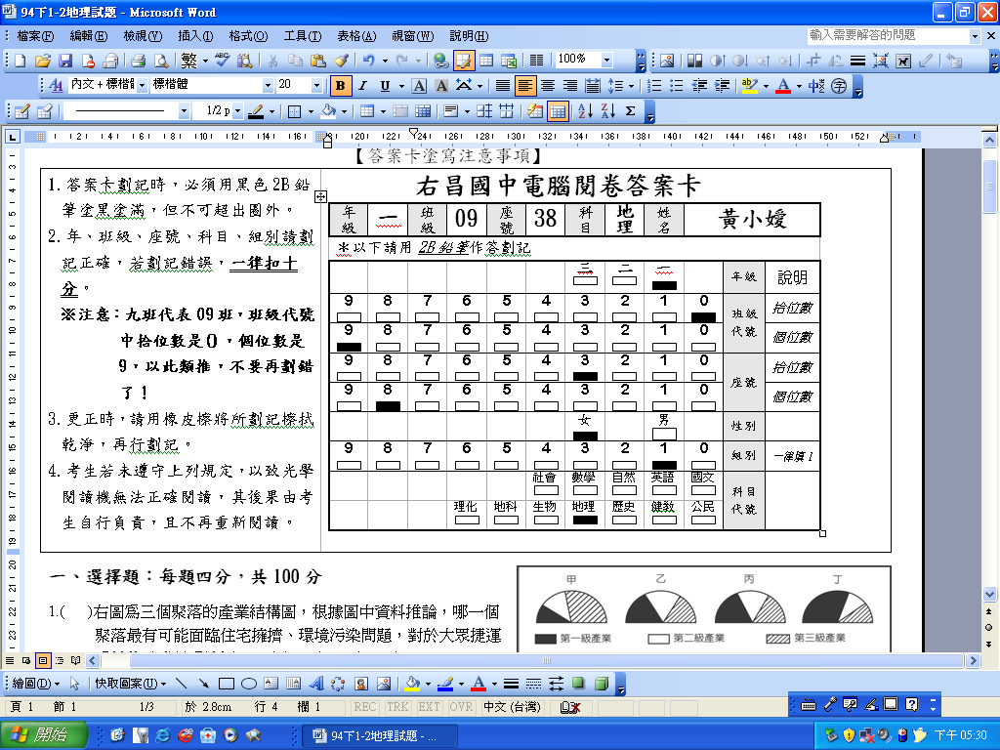 94下1-2地理試題 - Microsoft Word
檔案(F) 編輯(E) 檢視(V) 插入(I) 格式(O) 工具(T) 表格(A) 視窗(W) 說明(H) 輸入需要解答的問題
繁 100%
內文 + 標楷體 標楷體 20 B I U A A
1/2 p
【答案卡塗寫注意事項】
1. 答案卡劃記時，必須用黑色2B鉛
筆塗黑塗滿，但不可超出圈外。
2. 年、班級、座號、科目、組別請劃
記正確，若劃記錯誤，一律扣十
分。
※注意：九班代表09班，班級代號
中拾位數是0，個位數是
9，以此類推，不要再劃錯
了！
3. 更正時，請用橡皮擦將所劃記擦拭
乾淨，再行劃記。
4. 考生若未遵守上列規定，以致光學
閱讀機無法正確閱讀，其後果由考
生自行負責，且不再重新閱讀。
右昌國中電腦閱卷答案卡
年級 一 班級 09 座號 38 科目 地理 姓名 黃小媛
＊以下請用 2B鉛筆作答劃記
三 二 一 年級 說明
9 8 7 6 5 4 3 2 1 0 班級代號 拾位數
9 8 7 6 5 4 3 2 1 0 個位數
9 8 7 6 5 4 3 2 1 0 座號 拾位數
9 8 7 6 5 4 3 2 1 0 個位數
女 男 性別
9 8 7 6 5 4 3 2 1 0 組別 一律填1
社會 數學 自然 英語 國文 科目代號
理化 地科 生物 地理 歷史 健教 公民
一、選擇題：每題四分，共100分
1.( )右圖為三個聚落的產業結構圖，根據圖中資料推論，哪一個
聚落最有可能面臨住宅擁擠、環境污染問題，對於大眾捷運
甲 乙 丙 丁
第一級產業 第二級產業 第三級產業
繪圖(D) 快取圖案(U)
頁 1 節 1 1/3 於 2.8cm 行 4 欄 1 REC TRK EXT OVR 中文 (台灣)
開始 94下1-2地理試題 - ... 下午 05:30